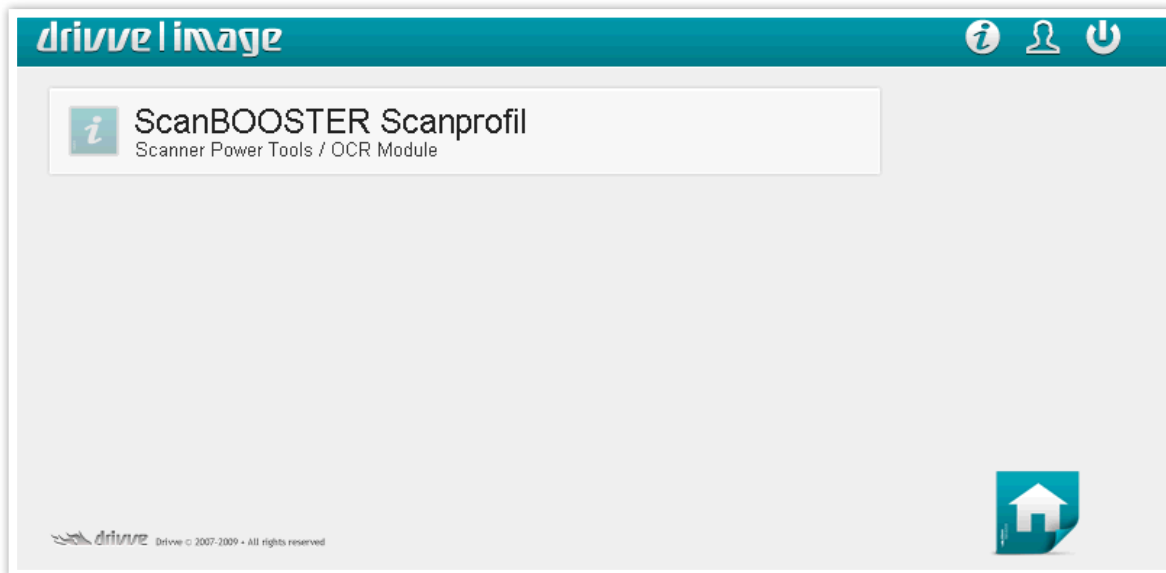 drivve | image
ScanBOOSTER Scanprofil
Scanner Power Tools / OCR Module
drivve Drivve © 2007-2009 • All rights reserved